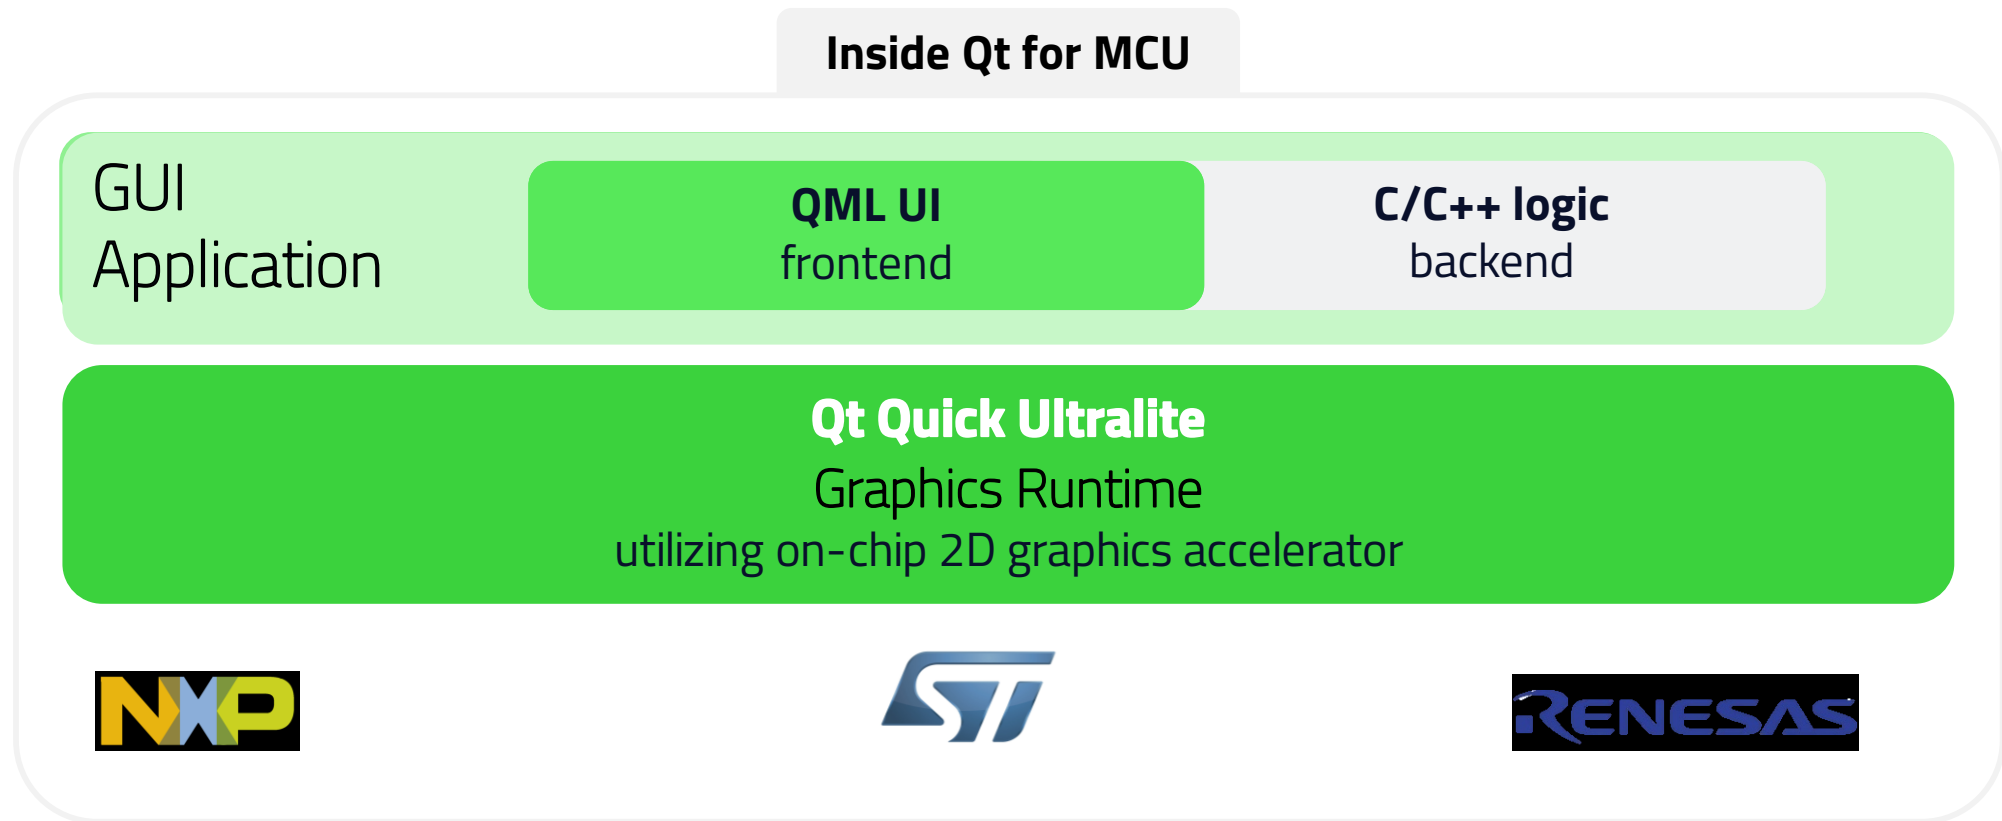 Inside Qt for MCU
GUI
Application
QML UI
frontend
C/C++ logic
backend
Qt Quick Ultralite
Graphics Runtime
utilizing on-chip 2D graphics accelerator
NXP
ST
RENESAS